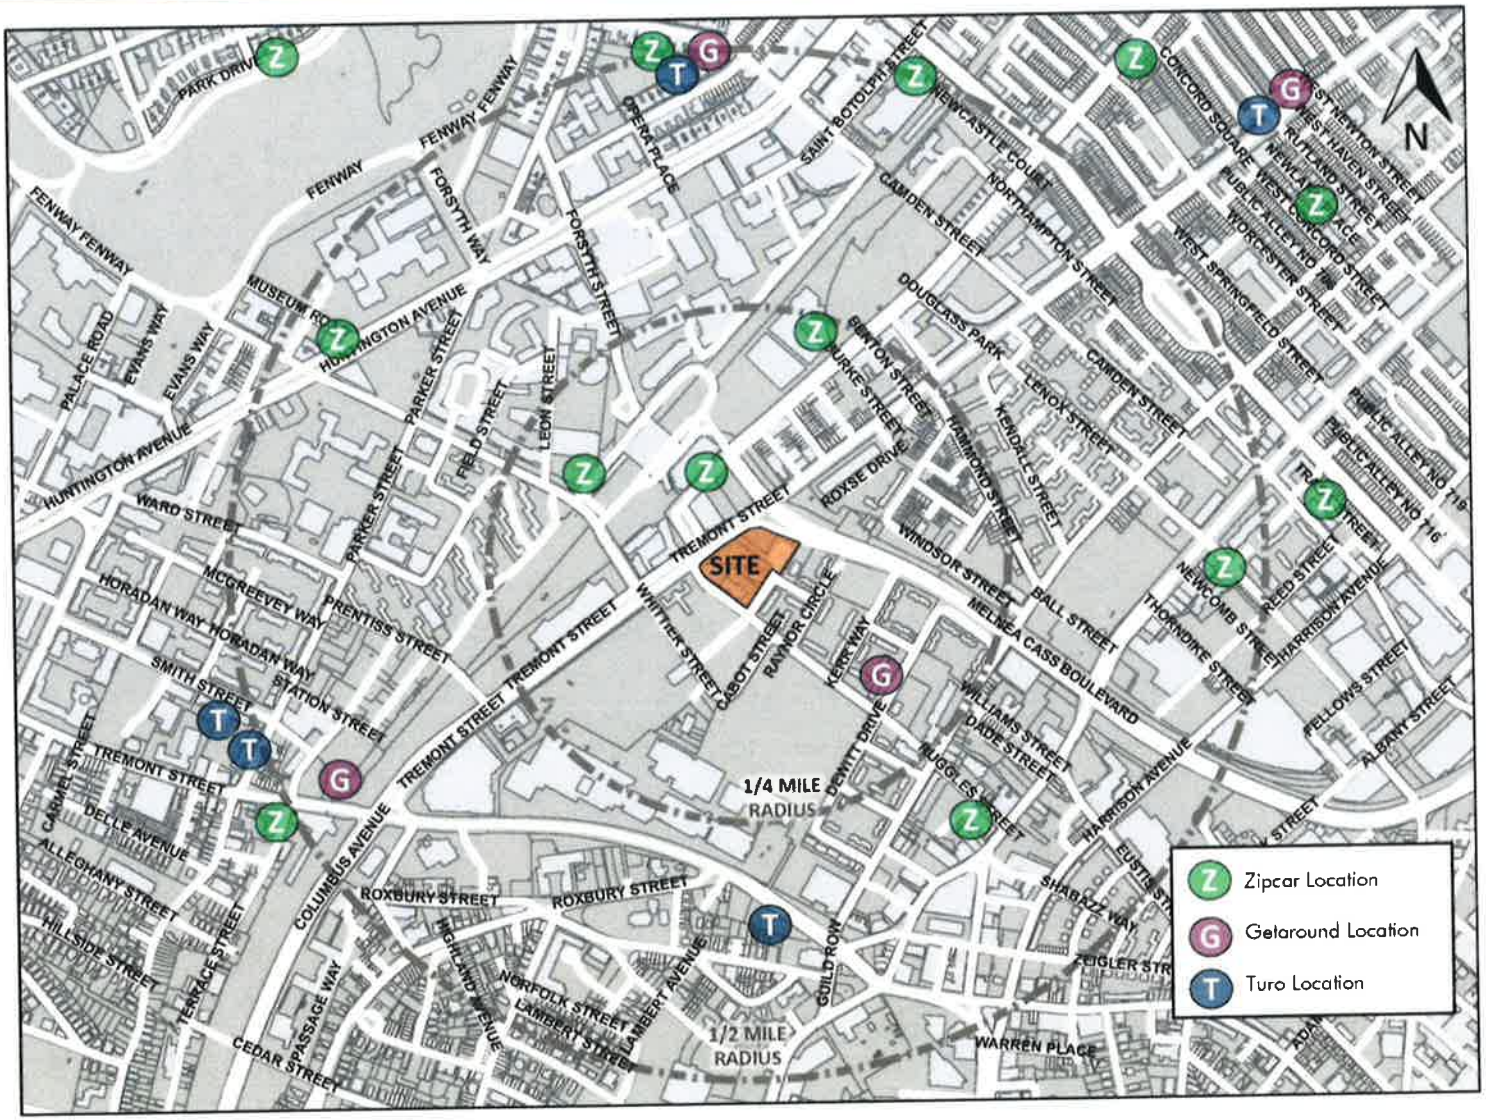 PARK DRIVE
Z
Z
G
T
Z
Z
G
T
Z
N
FENWAY
FENWAY
FENWAY FENWAY
FENWAY
OPERA PLACE
SAINT BOTOLPH STREET
NEWCASTLE COURT
CONCORD SQUARE
WEST HAVEN STREET
RUTLAND STREET
PUBLIC ALLEY NO
WORCESTER STREET
WEST CONCORD STREET
CAMDEN STREET
NORTHAMPTON STREET
WEST SPRINGFIELD STREET
FORSYTH WAY
FORSYTH STREET
MUSEUM RD
Z
HUNTINGTON AVENUE
PALACE ROAD
EVANS WAY
EVANS WAY
PARKER STREET
FIELD STREET
LEON STREET
Z
BURKE STREET
BENTON STREET
DOUGLASS PARK
LENOX STREET
CAMDEN STREET
KENDALL STREET
HAMMOND STREET
PUBLIC ALLEY NO 719
PUBLIC ALLEY NO 716
HUNTINGTON AVENUE
WARD STREET
PARKER STREET
Z
Z
ROXSE DRIVE
TREMONT STREET
WINDSOR STREET
Z
Z
NEWCOMB STREET
REED STREET
HARRISON AVENUE
THORNDIKE STREET
SITE
MCGREEVEY WAY
HORADAN WAY
HORADAN WAY
PRENTISS STREET
SMITH STREET
STATION STREET
TREMONT STREET
WHITTIER STREET
CABOT STREET
RAYNOR CIRCLE
KERR WAY
G
BALL STREET
MELNEA CASS BOULEVARD
WILLIAMS STREET
DADE STREET
FELLOWS STREET
ALBANY STREET
T
T
G
Z
TREMONT STREET
CARMEL STREET
DELLE AVENUE
ALLEGHANY STREET
HILLSIDE STREET
TERRACE STREET
TREMONT STREET
COLUMBUS AVENUE
1/4 MILE
RADIUS
DEWITT DRIVE
RUGGLES STREET
Z
HARRISON AVENUE
EUSTIS
SHABAZZ WAY
ZEIGLER STR
ROXBURY STREET
ROXBURY STREET
T
HIGHLAND AVENUE
NORFOLK STREET
LAMBERT STREET
LAMBERT AVENUE
GUILD ROW
1/2 MILE
RADIUS
WARREN PLACE
CEDAR STREET
PASSAGE WAY
Z Zipcar Location
G Getaround Location
T Turo Location